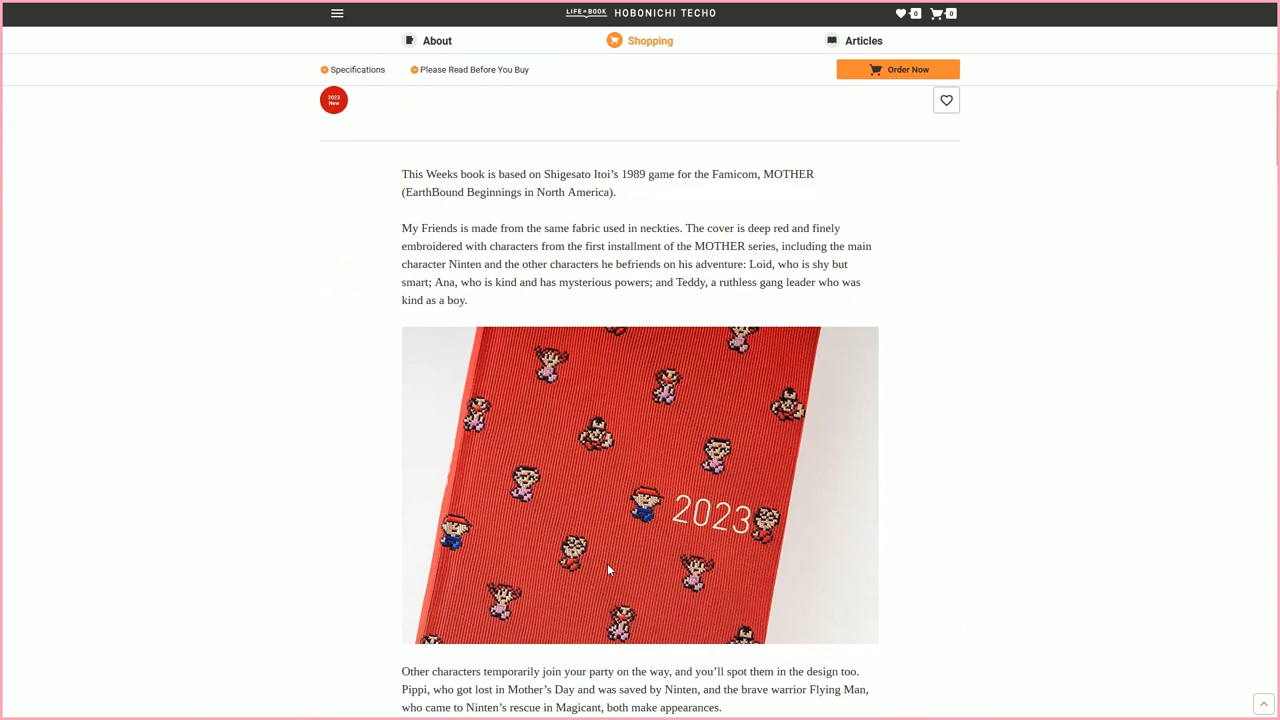 LIFE BOOK HOBONICHI TECHO
0
0
About
Shopping
Articles
Specifications
Please Read Before You Buy
Order Now
2023
New
This Weeks book is based on Shigesato Itoi’s 1989 game for the Famicom, MOTHER
(EarthBound Beginnings in North America).
My Friends is made from the same fabric used in neckties. The cover is deep red and finely
embroidered with characters from the first installment of the MOTHER series, including the main
character Ninten and the other characters he befriends on his adventure: Loid, who is shy but
smart; Ana, who is kind and has mysterious powers; and Teddy, a ruthless gang leader who was
kind as a boy.
2023
Other characters temporarily join your party on the way, and you’ll spot them in the design too.
Pippi, who got lost in Mother’s Day and was saved by Ninten, and the brave warrior Flying Man,
who came to Ninten’s rescue in Magicant, both make appearances.